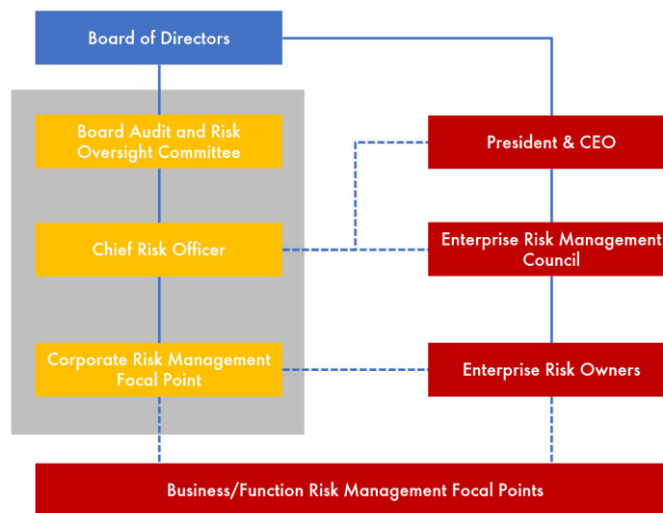 Board of Directors
Board Audit and Risk
Oversight Committee
President & CEO
Chief Risk Officer
Enterprise Risk Management
Council
Corporate Risk Management
Focal Point
Enterprise Risk Owners
Business/Function Risk Management Focal Points